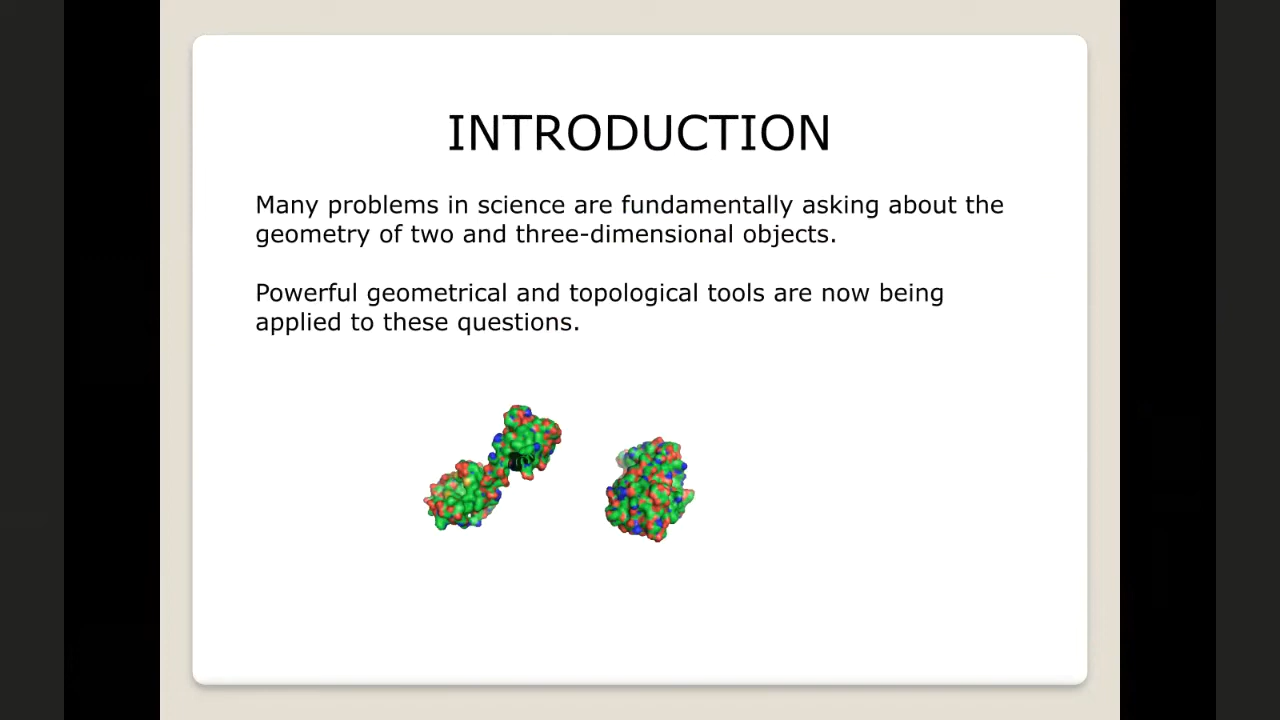 INTRODUCTION
Many problems in science are fundamentally asking about the
geometry of two and three-dimensional objects.
Powerful geometrical and topological tools are now being
applied to these questions.